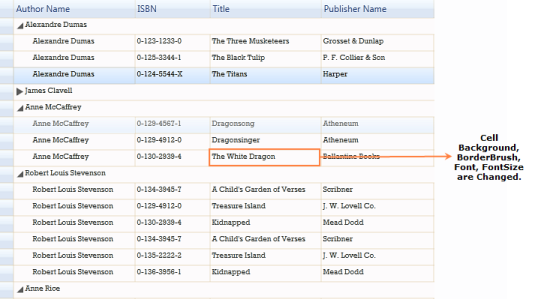 Author Name ISBN Title Publisher Name
Alexandre Dumas
Alexandre Dumas 0-123-1233-0 The Three Musketeers Grosset & Dunlap
Alexandre Dumas 0-125-3344-1 The Black Tulip P. F. Collier & Son
Alexandre Dumas 0-124-5544-X The Titans Harper
James Clavell
Anne McCaffrey
Anne McCaffrey 0-129-4567-1 Dragonsong Atheneum
Anne McCaffrey 0-129-4912-0 Dragonsinger Atheneum
Anne McCaffrey 0-130-2939-4 The White Dragon Ballantine Books
Cell
Background,
BorderBrush,
Font, FontSize
are Changed.
Robert Louis Stevenson
Robert Louis Stevenson 0-134-3945-7 A Child's Garden of Verses Scribner
Robert Louis Stevenson 0-129-4912-0 Treasure Island J. W. Lovell Co.
Robert Louis Stevenson 0-130-2939-4 Kidnapped Mead Dodd
Robert Louis Stevenson 0-134-3945-7 A Child's Garden of Verses Scribner
Robert Louis Stevenson 0-135-2222-2 Treasure Island J. W. Lovell Co.
Robert Louis Stevenson 0-136-3956-1 Kidnapped Mead Dodd
Anne Rice